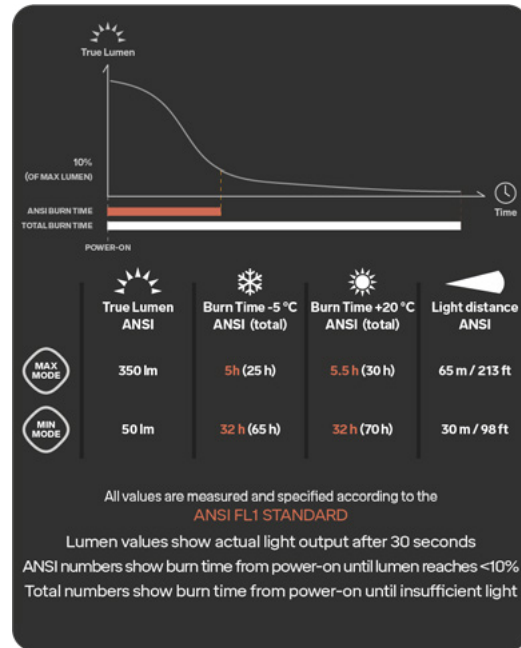 True Lumen
10%
(OF MAX LUMEN)
Time
ANSI BURN TIME
TOTAL BURN TIME
POWER-ON
True Lumen Burn Time -5 °C Burn Time +20 °C Light distance
ANSI ANSI (total) ANSI (total) ANSI
MAX
MODE
350 lm 5h (25 h) 5.5 h (30 h) 65 m / 213 ft
MIN
MODE
50 lm 32 h (65 h) 32 h (70 h) 30 m / 98 ft
All values are measured and specified according to the
ANSI FL1 STANDARD
Lumen values show actual light output after 30 seconds
ANSI numbers show burn time from power-on until lumen reaches <10%
Total numbers show burn time from power-on until insufficient light